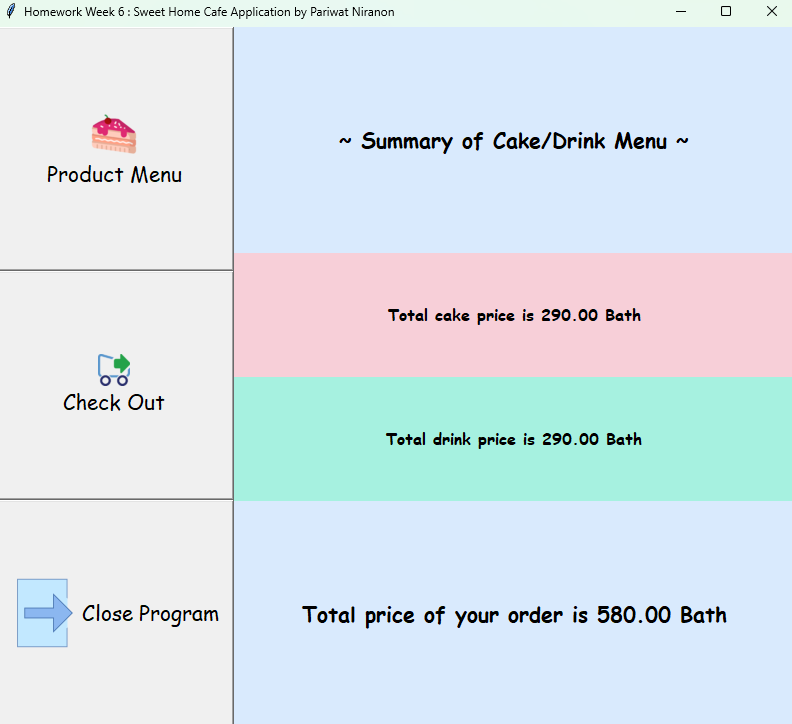 Homework Week 6 : Sweet Home Cafe Application by Pariwat Niranon
Product Menu
Check Out
Close Program
~ Summary of Cake/Drink Menu ~
Total cake price is 290.00 Bath
Total drink price is 290.00 Bath
Total price of your order is 580.00 Bath